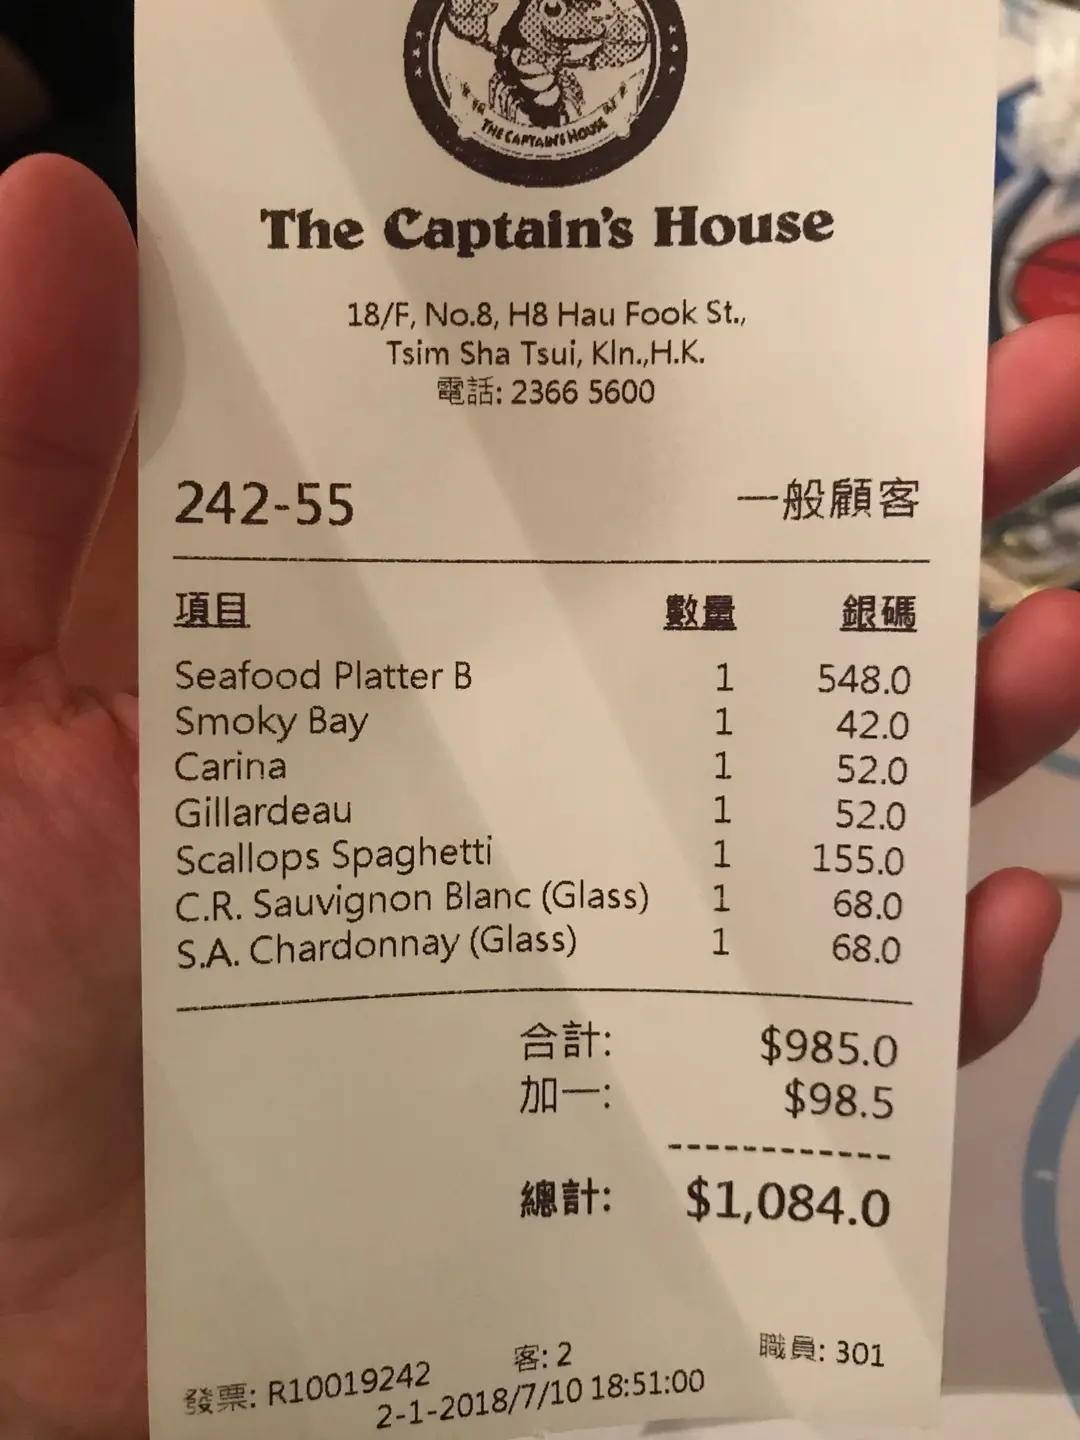 THE CAPTAIN'S HOUSE
The Captain's House
18/F, No.8, H8 Hau Fook St.,
Tsim Sha Tsui, Kln.,H.K.
電話: 2366 5600
242-55 一般顧客
項目 數量 銀碼
Seafood Platter B 1 548.0
Smoky Bay 1 42.0
Carina 1 52.0
Gillardeau 1 52.0
Scallops Spaghetti 1 155.0
C.R. Sauvignon Blanc (Glass) 1 68.0
S.A. Chardonnay (Glass) 1 68.0
合計: $985.0
加一: $98.5
總計: $1,084.0
發票: R10019242 客: 2 職員: 301
2-1-2018/7/10 18:51:00